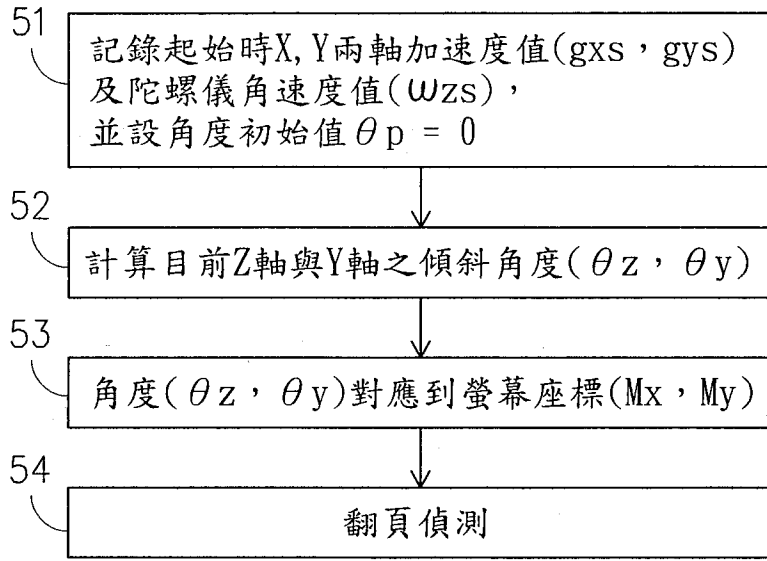 51
記錄起始時X,Y兩軸加速度值(gxs，gys)
及陀螺儀角速度值(ωzs)，
並設角度初始值θp = 0
52
計算目前Z軸與Y軸之傾斜角度(θz，θy)
53
角度(θz，θy)對應到螢幕座標(Mx，My)
54
翻頁偵測